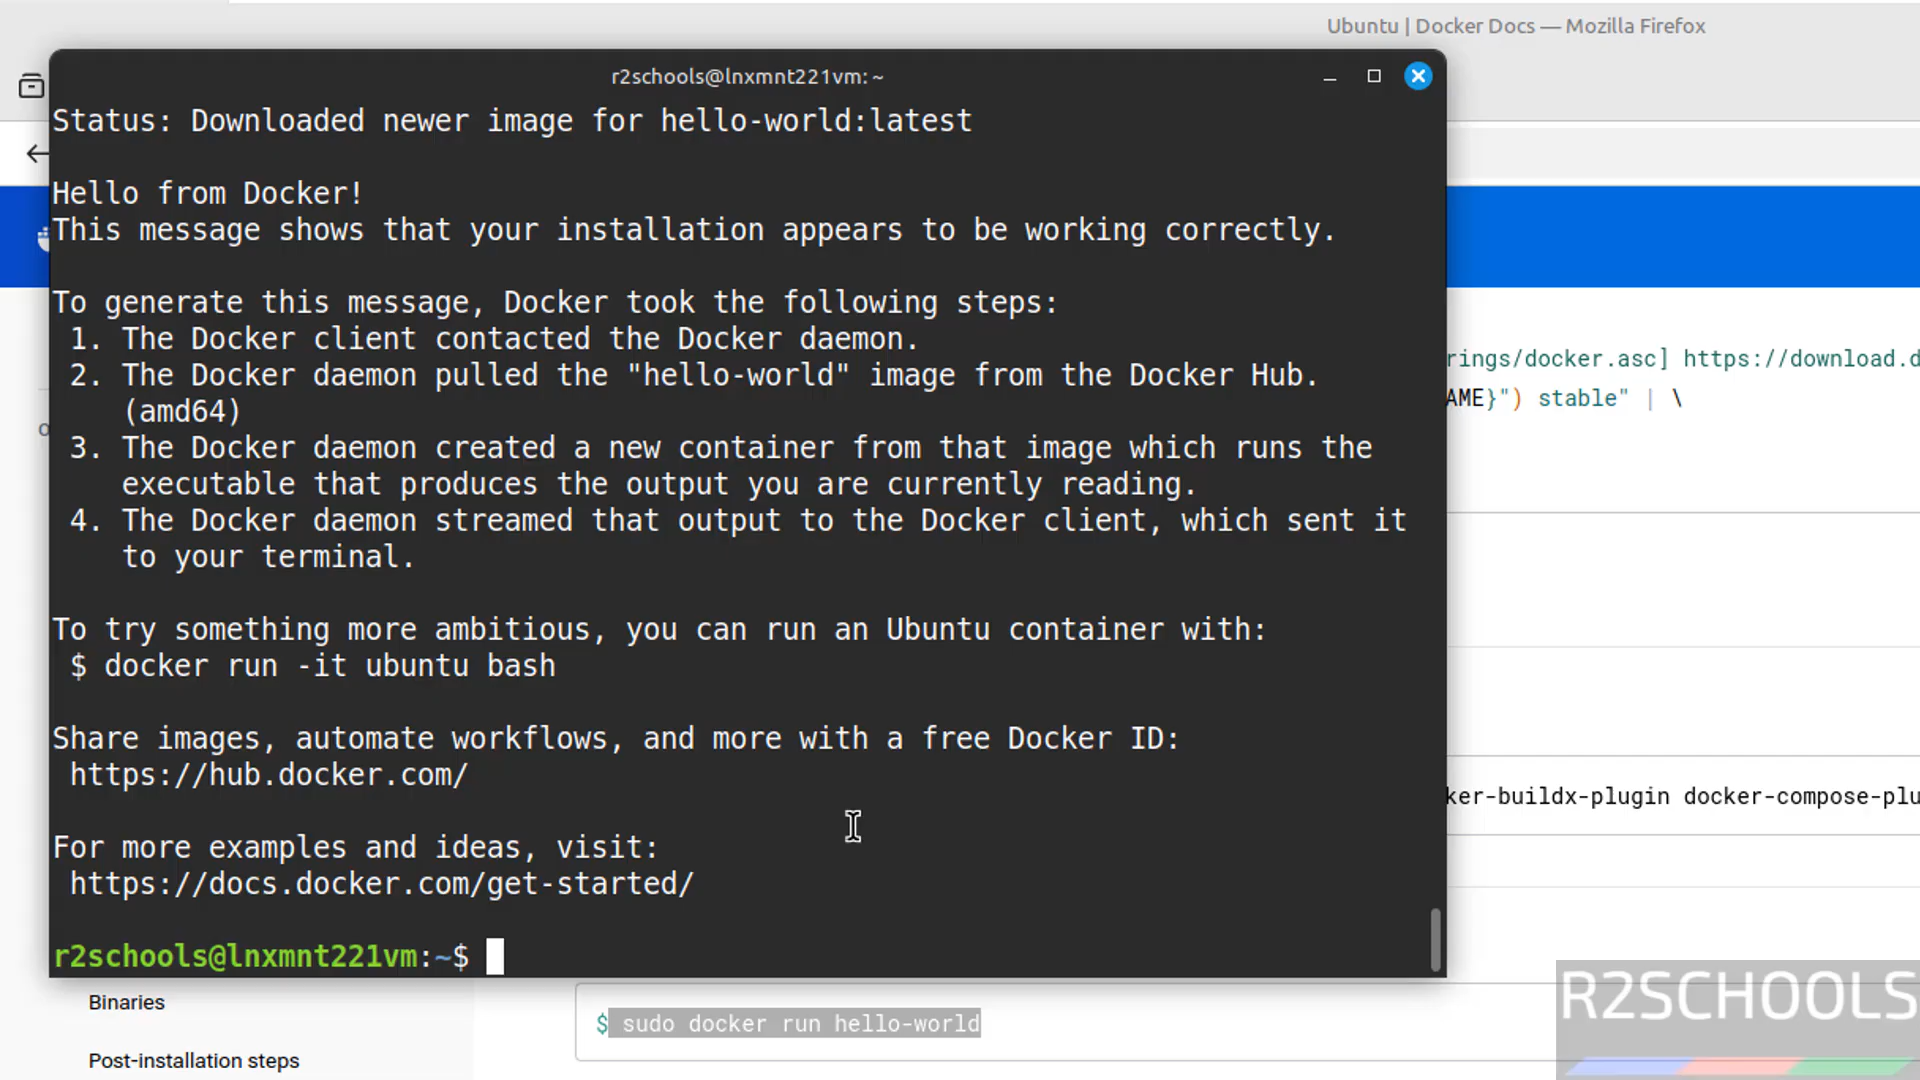 Ubuntu | Docker Docs — Mozilla Firefox
r2schools@lnxmnt221vm: ~
Status: Downloaded newer image for hello-world:latest
Hello from Docker!
This message shows that your installation appears to be working correctly.
To generate this message, Docker took the following steps:
1. The Docker client contacted the Docker daemon.
2. The Docker daemon pulled the "hello-world" image from the Docker Hub.
(amd64)
3. The Docker daemon created a new container from that image which runs the
executable that produces the output you are currently reading.
4. The Docker daemon streamed that output to the Docker client, which sent it
to your terminal.
To try something more ambitious, you can run an Ubuntu container with:
$ docker run -it ubuntu bash
Share images, automate workflows, and more with a free Docker ID:
https://hub.docker.com/
For more examples and ideas, visit:
https://docs.docker.com/get-started/
r2schools@lnxmnt221vm:~$
rings/docker.asc] https://download.d
AME}") stable" | \
ker-buildx-plugin docker-compose-plu
Binaries
$ sudo docker run hello-world
Post-installation steps
R2SCHOOLS